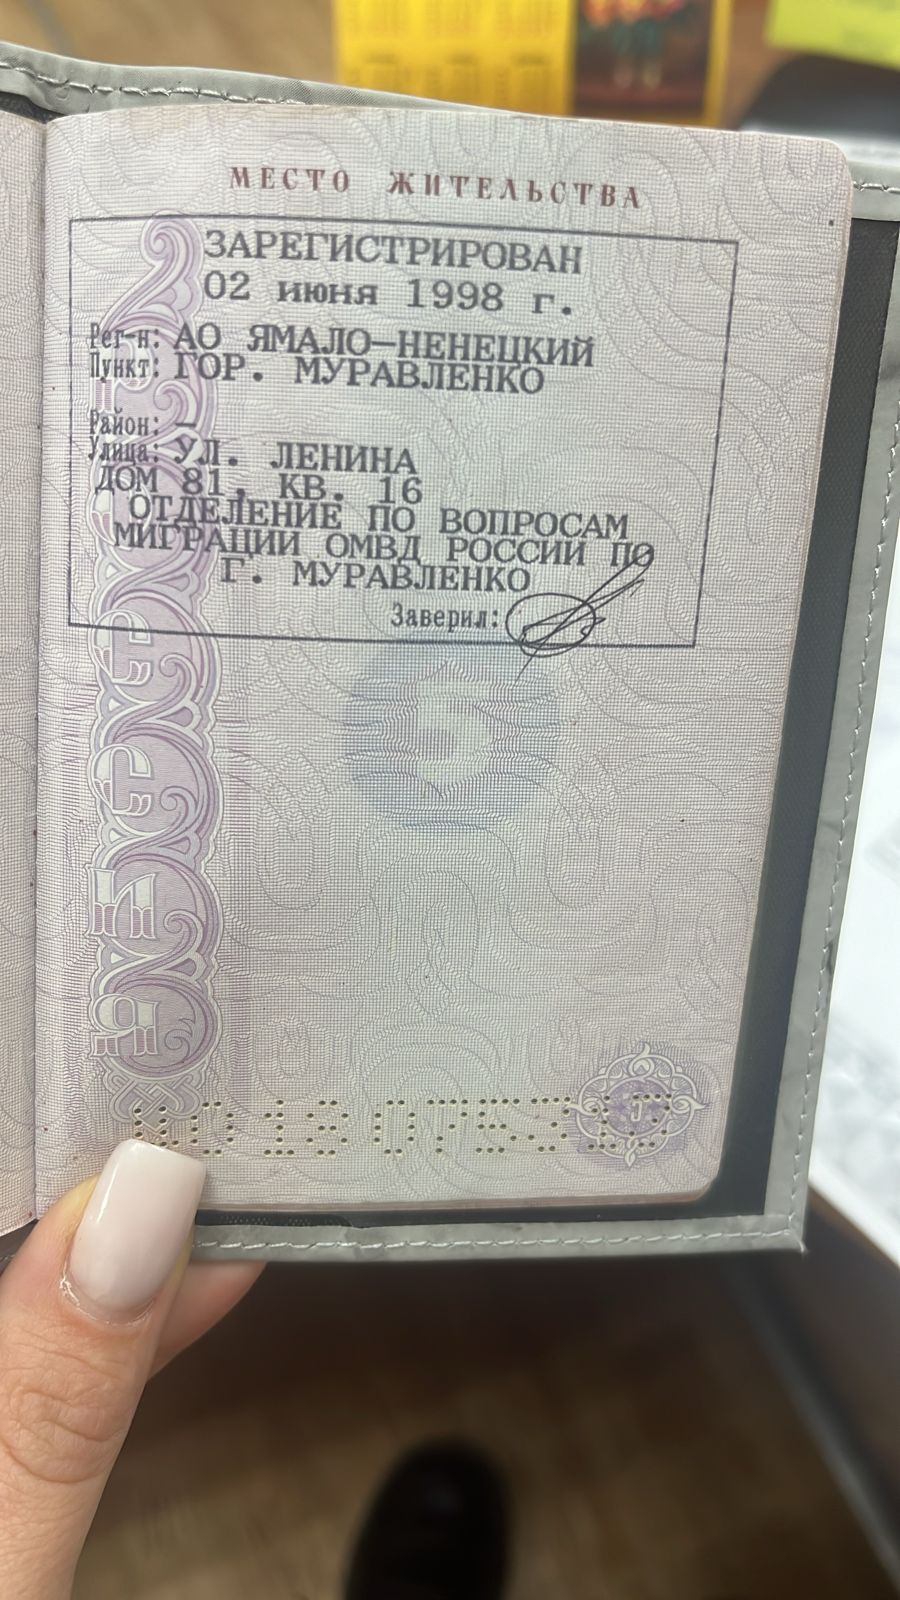 МЕСТО ЖИТЕЛЬСТВА
ЗАРЕГИСТРИРОВАН
02 июня 1998 г.
Рег-н: АО ЯМАЛО-НЕНЕЦКИЙ
Пункт: ГОР. МУРАВЛЕНКО
Район: –
Улица: УЛ. ЛЕНИНА
ДОМ 81, КВ. 16
ОТДЕЛЕНИЕ ПО ВОПРОСАМ
МИГРАЦИИ ОМВД РОССИИ ПО
Г. МУРАВЛЕНКО
Заверил:
5